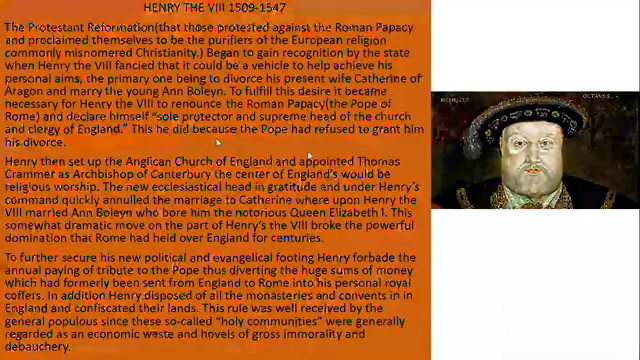 HENRY THE VIII 1509-1547
The Protestant Reformation(that those protested against the Roman Papacy
and proclaimed themselves to be the purifiers of the European religion
commonly misnomered Christianity.) Began to gain recognition by the state
when Henry the VIII fancied that it could be a vehicle to help achieve his
personal aims, the primary one being to divorce his present wife Catherine of
Aragon and marry the young Ann Boleyn. To fulfill this desire it became
necessary for Henry the VIII to renounce the Roman Papacy(the Pope of
Rome) and declare himself "sole protector and supreme head of the church
and clergy of England." This he did because the Pope had refused to grant him
his divorce.
Henry then set up the Anglican Church of England and appointed Thomas
Crammer as Archbishop of Canterbury the center of England's would be
religious worship. The new ecclesiastical head in gratitude and under Henry's
command quickly annulled the marriage to Catherine where upon Henry the
VIII married Ann Boleyn who bore him the notorious Queen Elizabeth I. This
somewhat dramatic move on the part of Henry's the VIII broke the powerful
domination that Rome had held over England for centuries.
To further secure his new political and evangelical footing Henry forbade the
annual paying of tribute to the Pope thus diverting the huge sums of money
which had formerly been sent from England to Rome into his personal royal
coffers. In addition Henry disposed of all the monasteries and convents in in
England and confiscated their lands. This rule was well received by the
general populous since these so-called "holy communities" were generally
regarded as an economic waste and hovels of gross immorality and
debauchery.